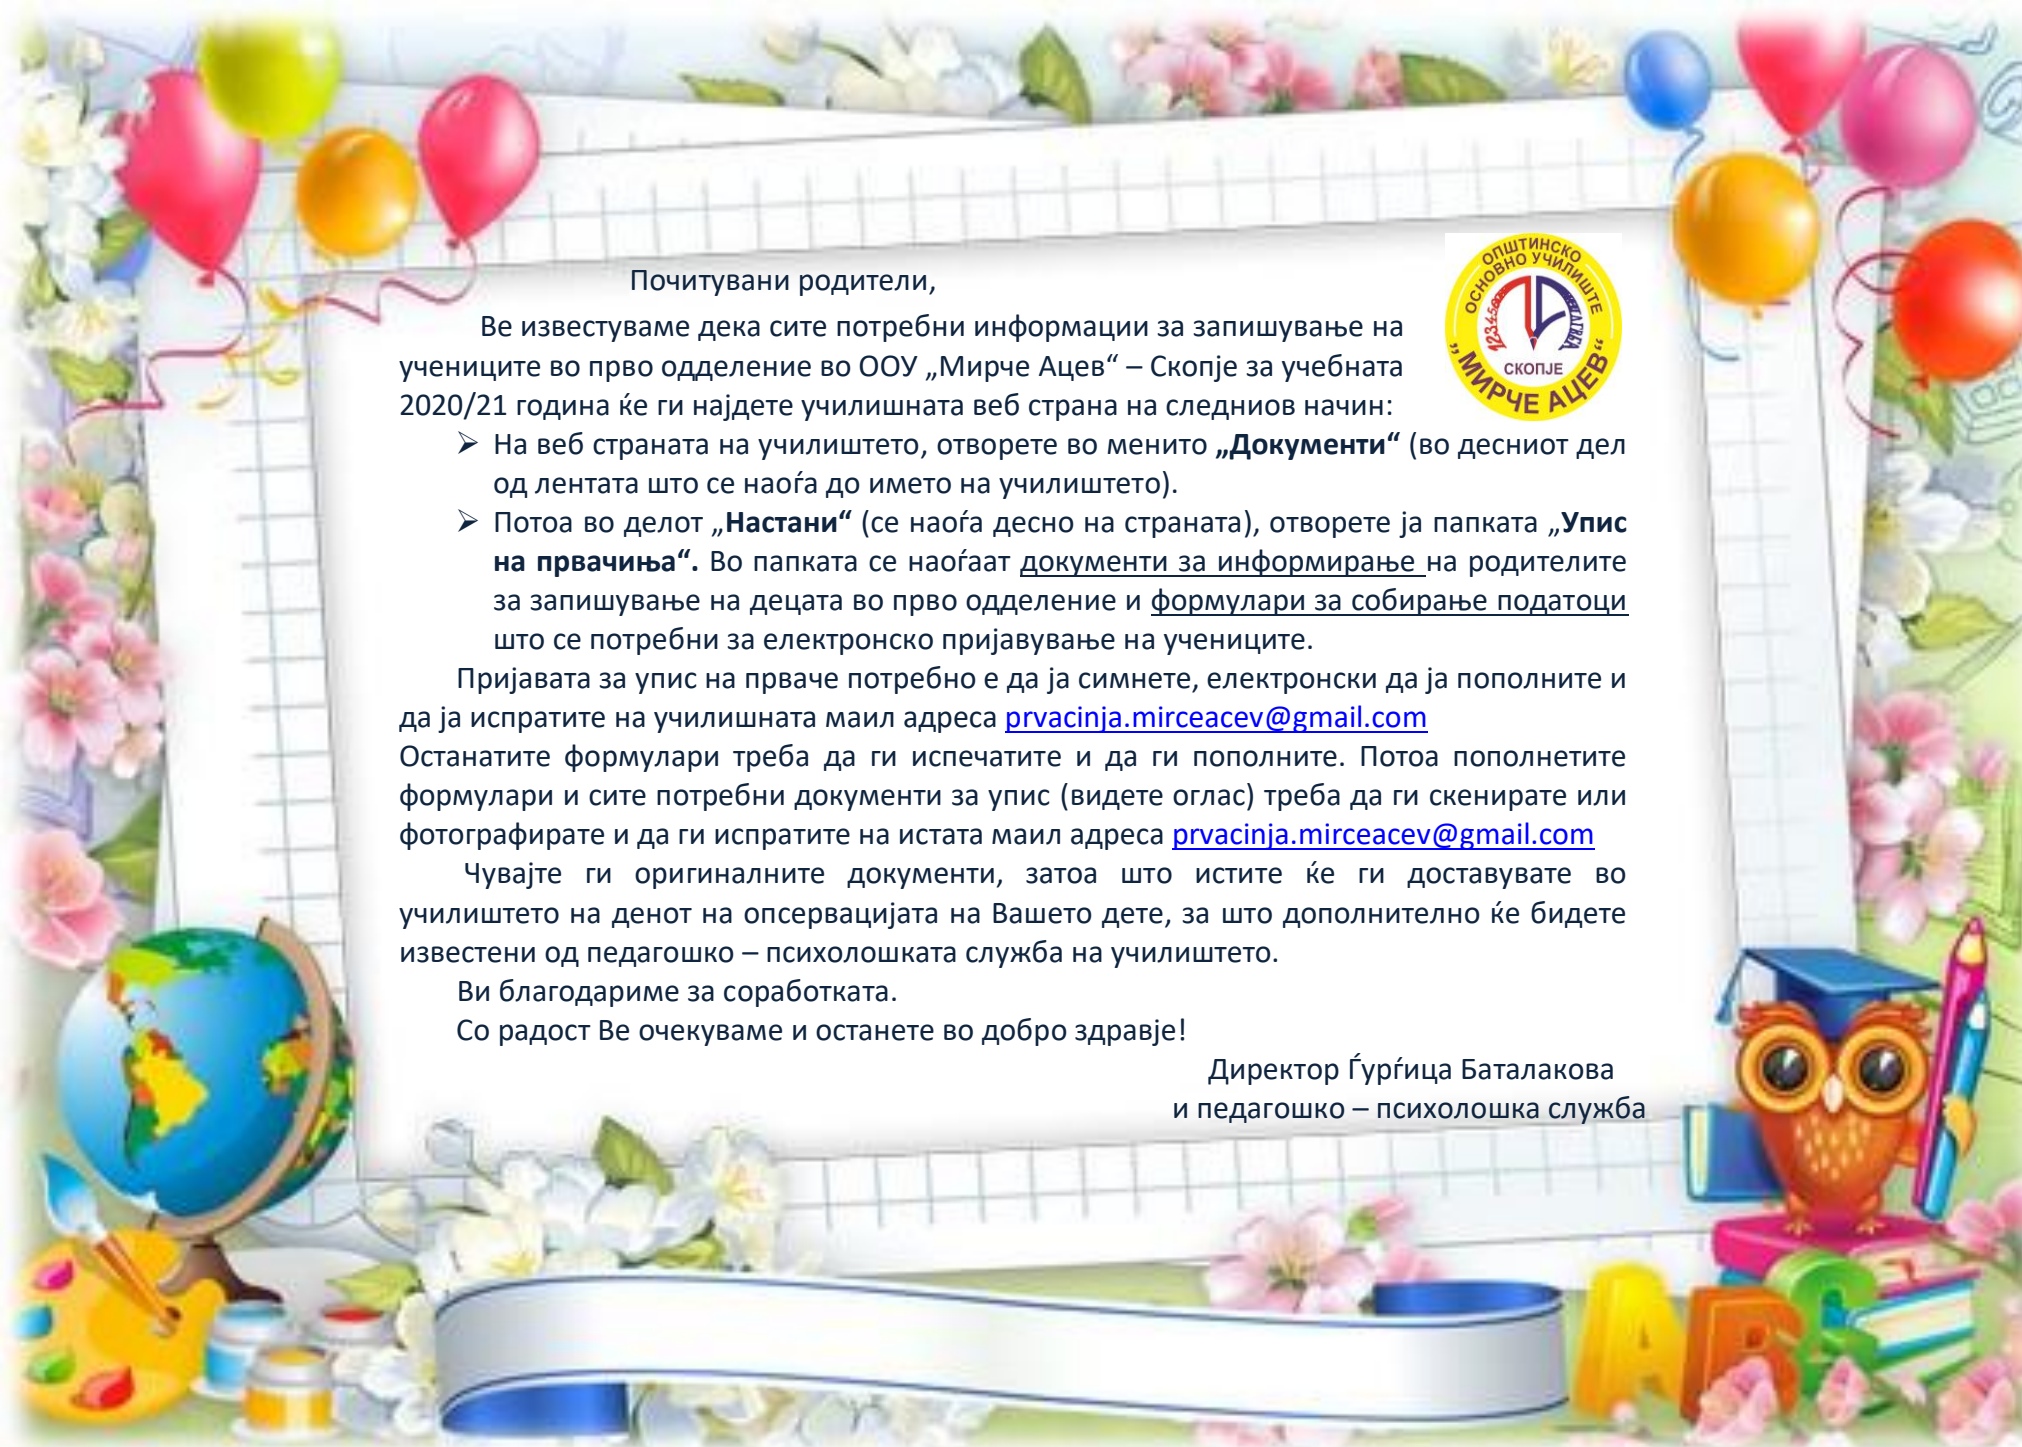 Почитувани родители,
Ве известуваме дека сите потребни информации за запишување на
учениците во прво одделение во ООУ „Мирче Ацев“ – Скопје за учебната
2020/21 година ќе ги најдете училишната веб страна на следниов начин:
➢ На веб страната на училиштето, отворете во менито „Документи“ (во десниот дел
од лентата што се наоѓа до името на училиштето).
➢ Потоа во делот „Настани“ (се наоѓа десно на страната), отворете ја папката „Упис
на првачиња“. Во папката се наоѓаат документи за информирање на родителите
за запишување на децата во прво одделение и формулари за собирање податоци
што се потребни за електронско пријавување на учениците.
Пријавата за упис на прваче потребно е да ја симнете, електронски да ја пополните и
да ја испратите на училишната маил адреса prvacinja.mirceacev@gmail.com
Останатите формулари треба да ги испечатите и да ги пополните. Потоа пополнетите
формулари и сите потребни документи за упис (видете оглас) треба да ги скенирате или
фотографирате и да ги испратите на истата маил адреса prvacinja.mirceacev@gmail.com
Чувајте ги оригиналните документи, затоа што истите ќе ги доставувате во
училиштето на денот на опсервацијата на Вашето дете, за што дополнително ќе бидете
известени од педагошко – психолошката служба на училиштето.
Ви благодариме за соработката.
Со радост Ве очекуваме и останете во добро здравје!
Директор Ѓурѓица Баталакова
и педагошко – психолошка служба
ОПШТИНСКО
ОСНОВНО УЧИЛИШТЕ
СКОПЈЕ
„МИРЧЕ АЦЕВ“
ABC